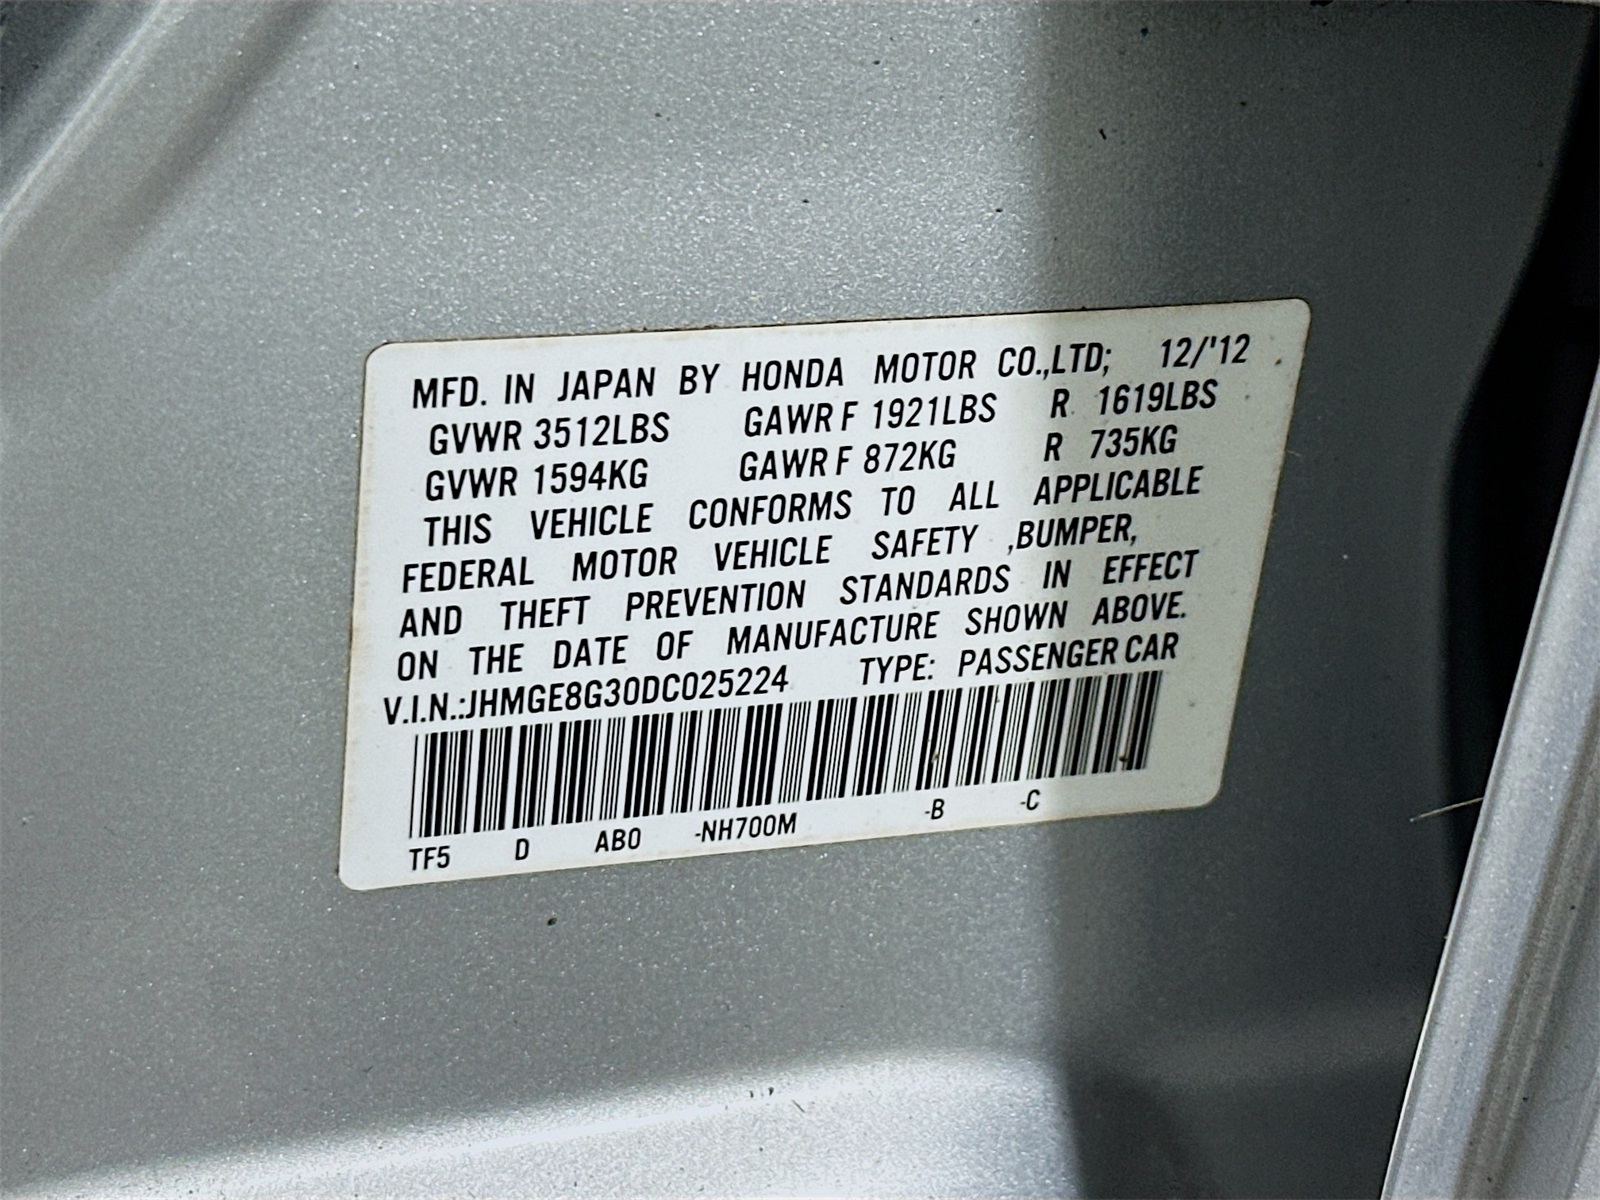 MFD. IN JAPAN BY HONDA MOTOR CO.,LTD; 12/'12
GVWR 3512LBS GAWR F 1921LBS R 1619LBS
GVWR 1594KG GAWR F 872KG R 735KG
THIS VEHICLE CONFORMS TO ALL APPLICABLE
FEDERAL MOTOR VEHICLE SAFETY ,BUMPER,
AND THEFT PREVENTION STANDARDS IN EFFECT
ON THE DATE OF MANUFACTURE SHOWN ABOVE.
V.I.N.:JHMGE8G30DC025224 TYPE: PASSENGER CAR
TF5 D AB0 -NH700M -B -C